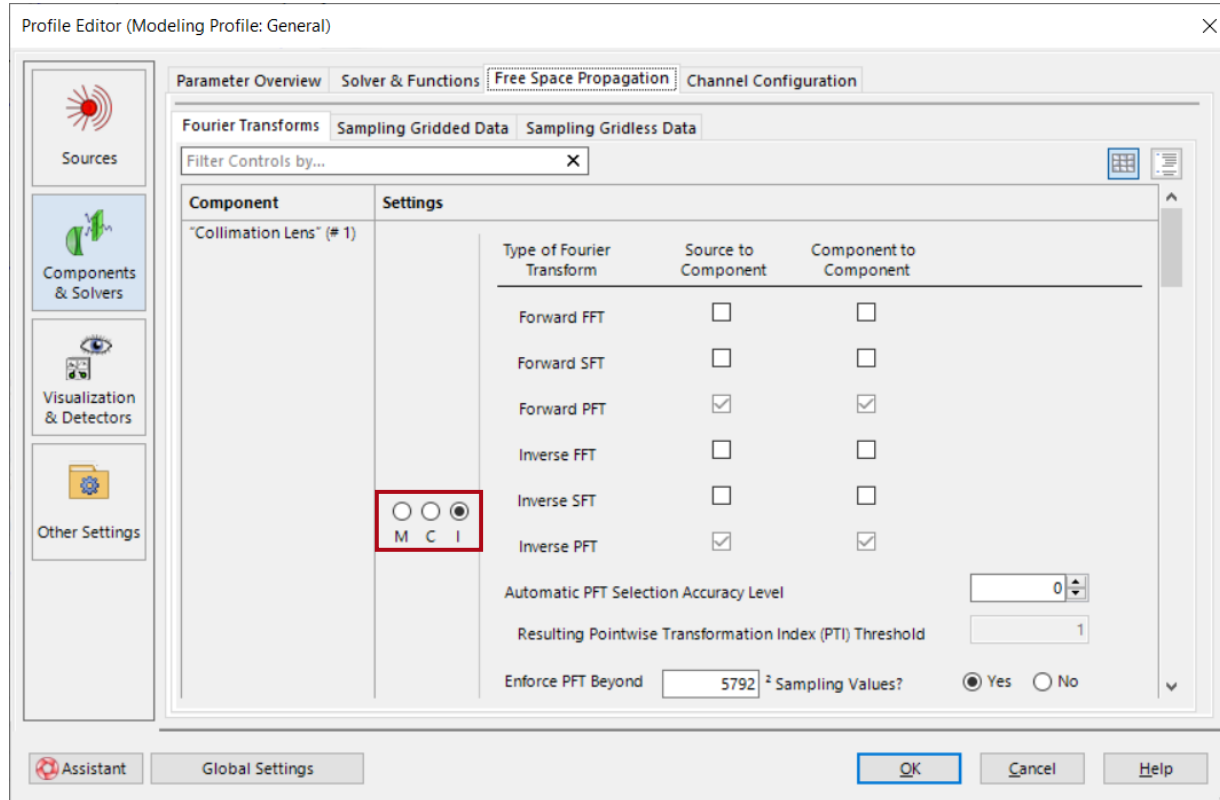 Profile Editor (Modeling Profile: General)
Sources
Components
& Solvers
Visualization
& Detectors
Other Settings
Parameter Overview Solver & Functions Free Space Propagation Channel Configuration
Fourier Transforms Sampling Gridded Data Sampling Gridless Data
Filter Controls by...
Component Settings
"Collimation Lens" (# 1)
M C I
Type of Fourier Transform Source to Component Component to Component
Forward FFT
Forward SFT
Forward PFT
Inverse FFT
Inverse SFT
Inverse PFT
Automatic PFT Selection Accuracy Level 0
Resulting Pointwise Transformation Index (PTI) Threshold 1
Enforce PFT Beyond 5792 ² Sampling Values? Yes No
Assistant Global Settings OK Cancel Help